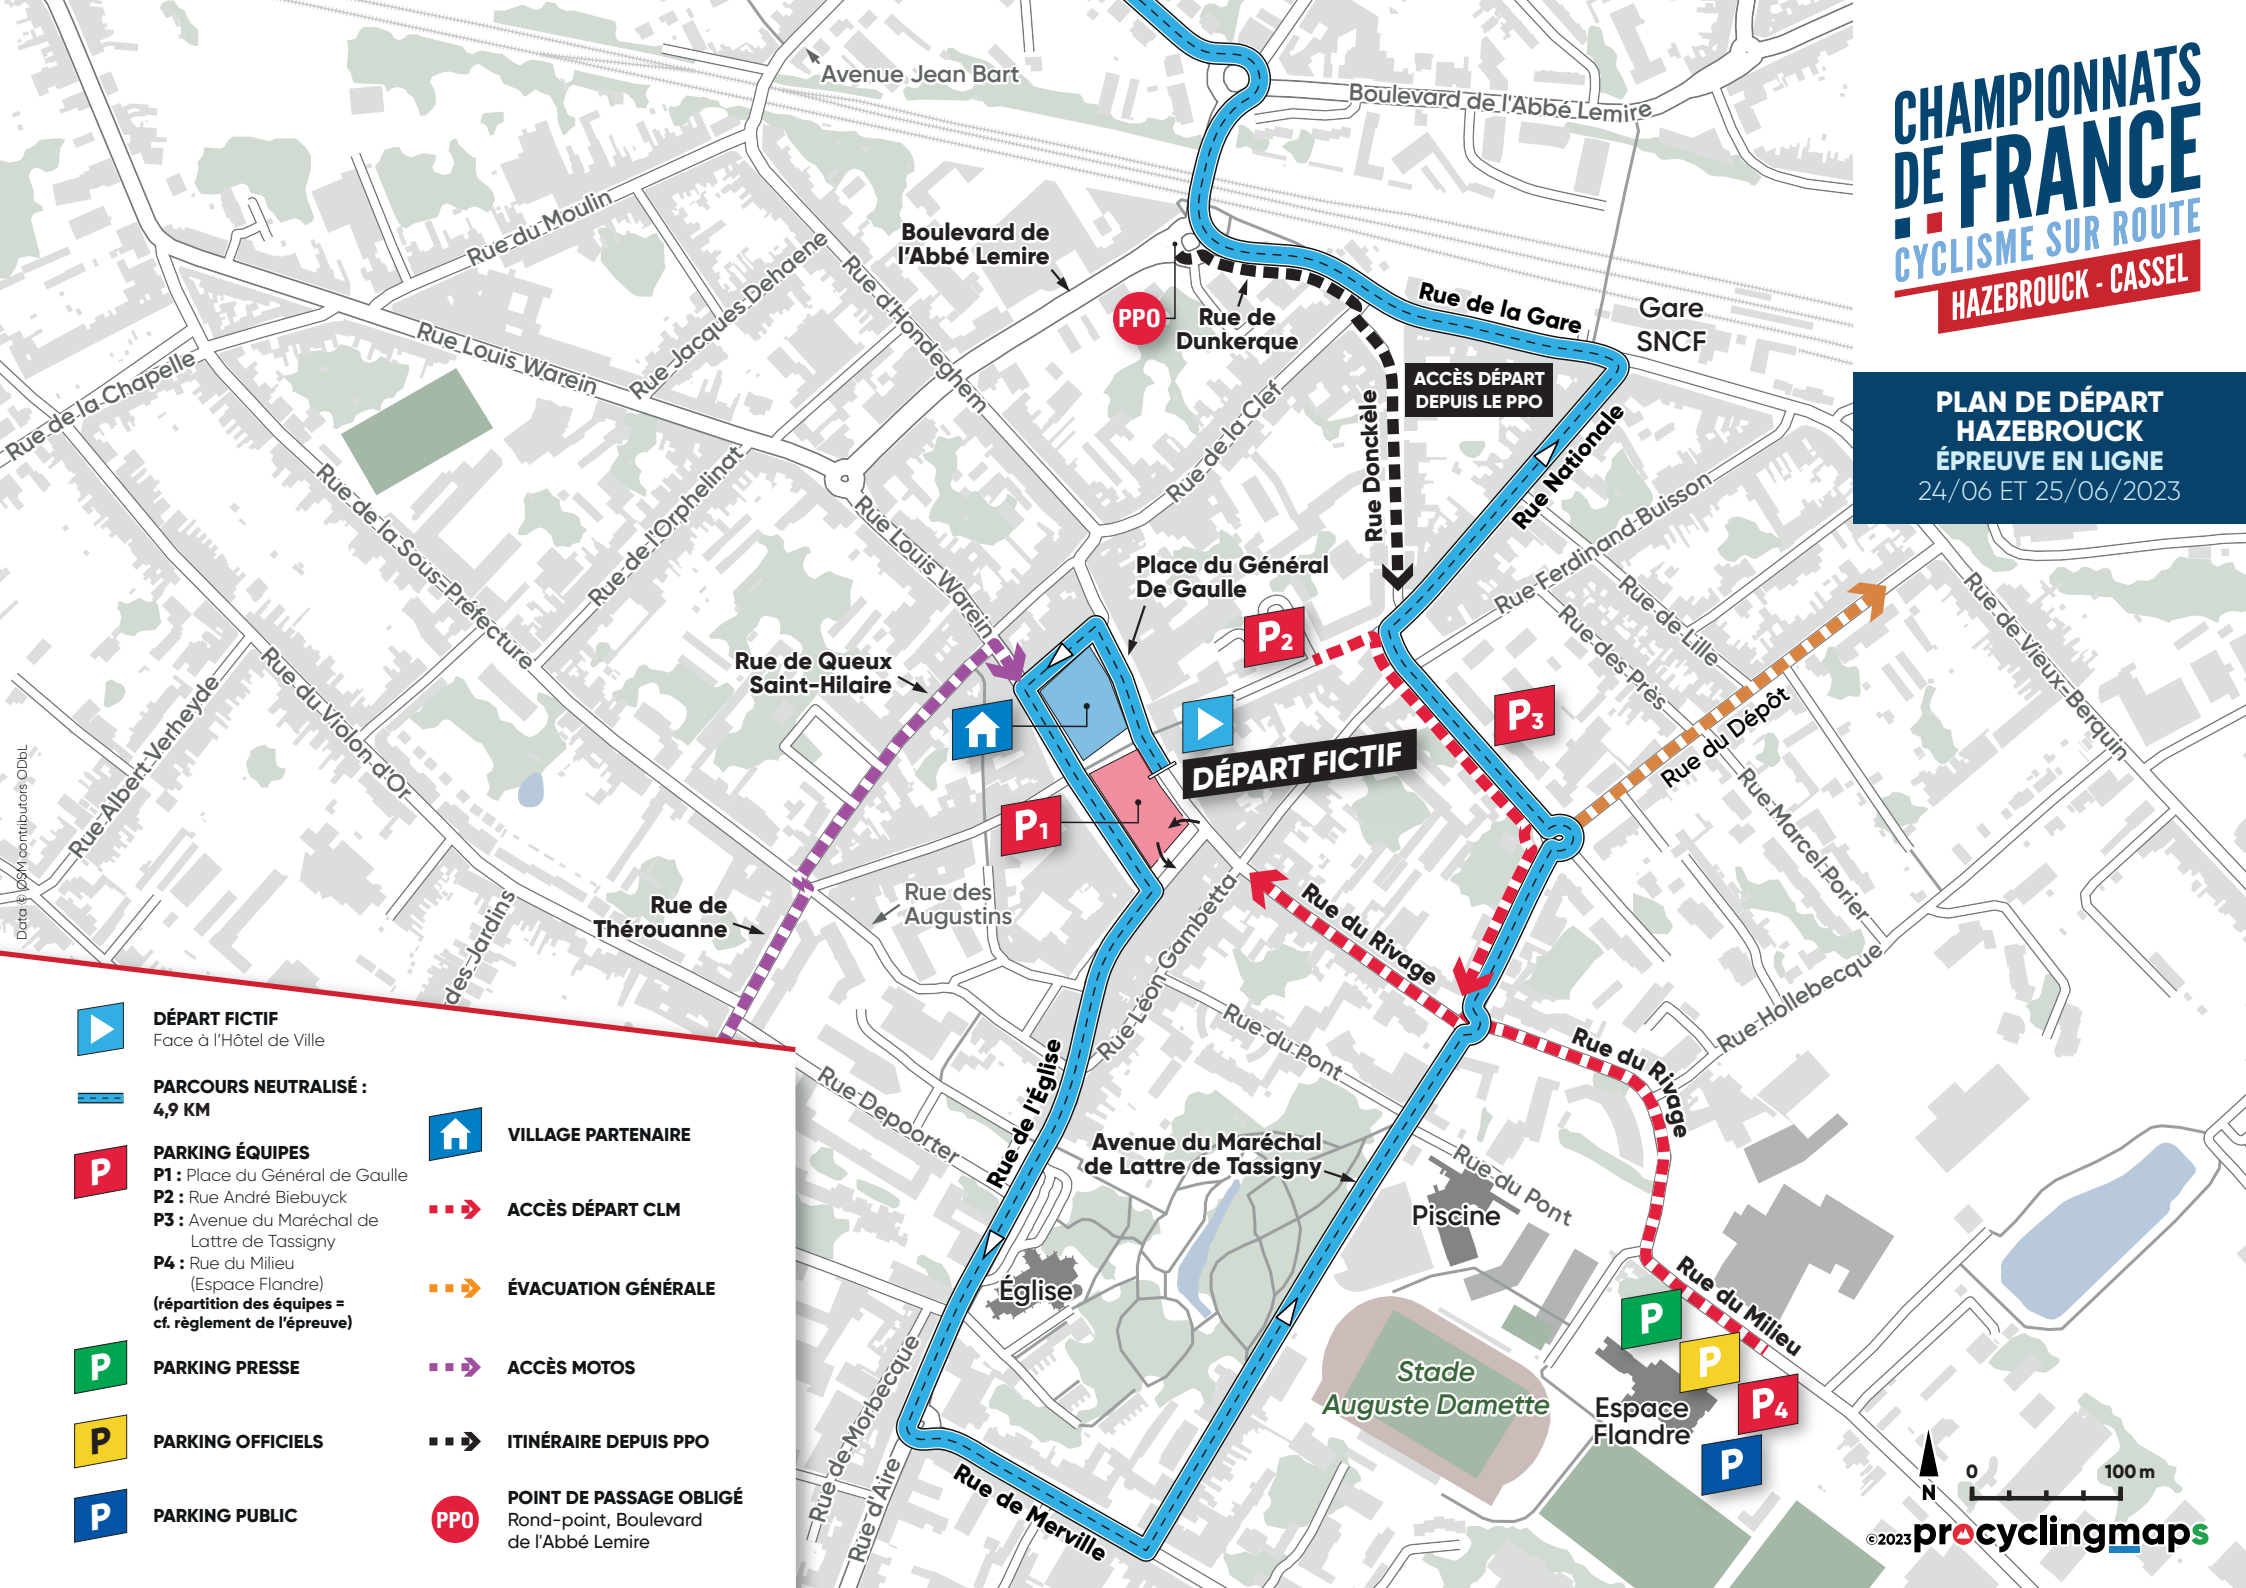 CHAMPIONNATS
DE FRANCE
CYCLISME SUR ROUTE
HAZEBROUCK - CASSEL
PLAN DE DÉPART
HAZEBROUCK
ÉPREUVE EN LIGNE
24/06 ET 25/06/2023
Avenue Jean Bart
Boulevard de l'Abbé Lemire
Rue du Moulin
Boulevard de
l'Abbé Lemire
Rue Jacques Dehaene
Rue d'Hondeghem
PPO
Rue de
Dunkerque
Rue de la Gare
Gare
SNCF
Rue Louis Warein
Rue de la Chapelle
ACCÈS DÉPART
DEPUIS LE PPO
Rue de la Clef
Rue Donckèle
Rue Nationale
Rue de la Sous-Préfecture
Rue de l'Orphelinat
Rue Louis Warein
Rue Ferdinand Buisson
Place du Général
De Gaulle
Rue de Lille
Rue des Près
Rue de Vieux-Berquin
P2
Rue de Queux
Saint-Hilaire
Rue Albert Verheyde
Rue du Violon d'Or
P3
DÉPART FICTIF
Rue du Dépôt
Rue Marcel Porier
P1
Rue des
Augustins
Rue de
Thérouanne
Rue Léon Gambetta
Rue du Rivage
des Jardins
Rue Hollebecque
Rue du Pont
Rue du Rivage
Rue de l'Église
Rue Depoorter
Avenue du Maréchal
de Lattre de Tassigny
Rue du Pont
Piscine
Église
Rue du Milieu
P
P
P4
P
Stade
Auguste Damette
Espace
Flandre
Rue de Morbecque
Rue d'Aire
Rue de Merville
N
0 100 m
©2023 procyclingmaps
Data © OSM contributors ODbL
DÉPART FICTIF
Face à l'Hôtel de Ville
PARCOURS NEUTRALISÉ :
4,9 KM
P
PARKING ÉQUIPES
P1 : Place du Général de Gaulle
P2 : Rue André Biebuyck
P3 : Avenue du Maréchal de
Lattre de Tassigny
P4 : Rue du Milieu
(Espace Flandre)
(répartition des équipes =
cf. règlement de l'épreuve)
P PARKING PRESSE
P PARKING OFFICIELS
P PARKING PUBLIC
VILLAGE PARTENAIRE
ACCÈS DÉPART CLM
ÉVACUATION GÉNÉRALE
ACCÈS MOTOS
ITINÉRAIRE DEPUIS PPO
PPO
POINT DE PASSAGE OBLIGÉ
Rond-point, Boulevard
de l'Abbé Lemire